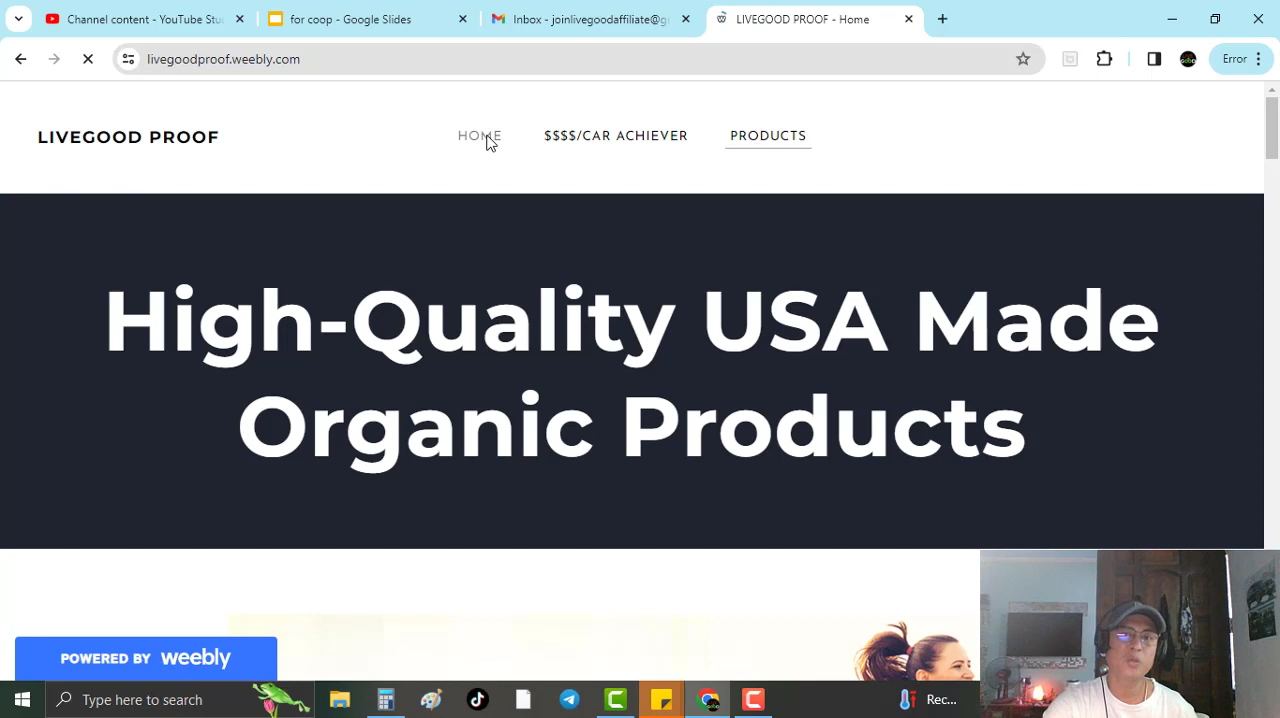 Channel content - YouTube Stu
for coop - Google Slides
Inbox - joinlivegoodaffiliate@g
LIVEGOOD PROOF - Home
livegoodproof.weebly.com
Error
LIVEGOOD PROOF
HOME
$$$$/CAR ACHIEVER
PRODUCTS
High-Quality USA Made
Organic Products
POWERED BY weebly
Type here to search
Rec...